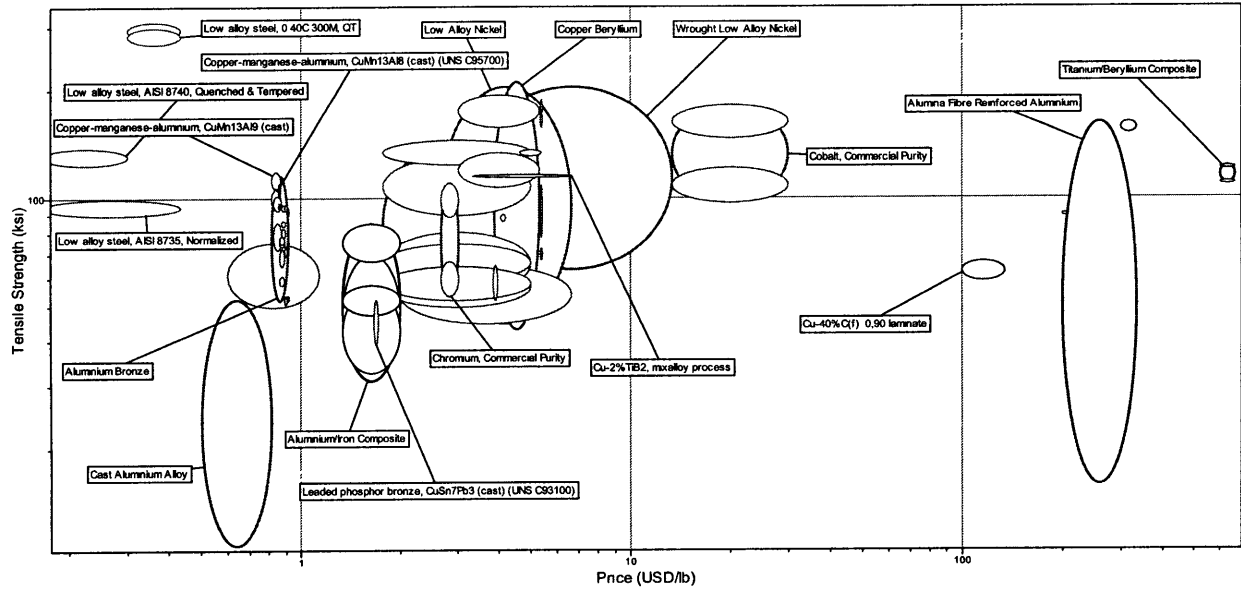 Low alloy steel, 0 40C 300M, QT
Low Alloy Nickel
Copper Beryllium
Wrought Low Alloy Nickel
Copper-manganese-aluminium, CuMn13Al8 (cast) (UNS C95700)
Titanium/Beryllium Composite
Low alloy steel, AISI 8740, Quenched & Tempered
Alumina Fibre Reinforced Aluminium
Copper-manganese-aluminium, CuMn13Al9 (cast)
Cobalt, Commercial Purity
100
Low alloy steel, AISI 8735, Normalized
Tensile Strength (ksi)
Cu-40%C(f) 0,90 laminate
Aluminium Bronze
Chromium, Commercial Purity
Cu-2%TiB2, mixalloy process
Aluminium/Iron Composite
Cast Aluminium Alloy
Leaded phosphor bronze, CuSn7Pb3 (cast) (UNS C93100)
1
10
100
Price (USD/lb)